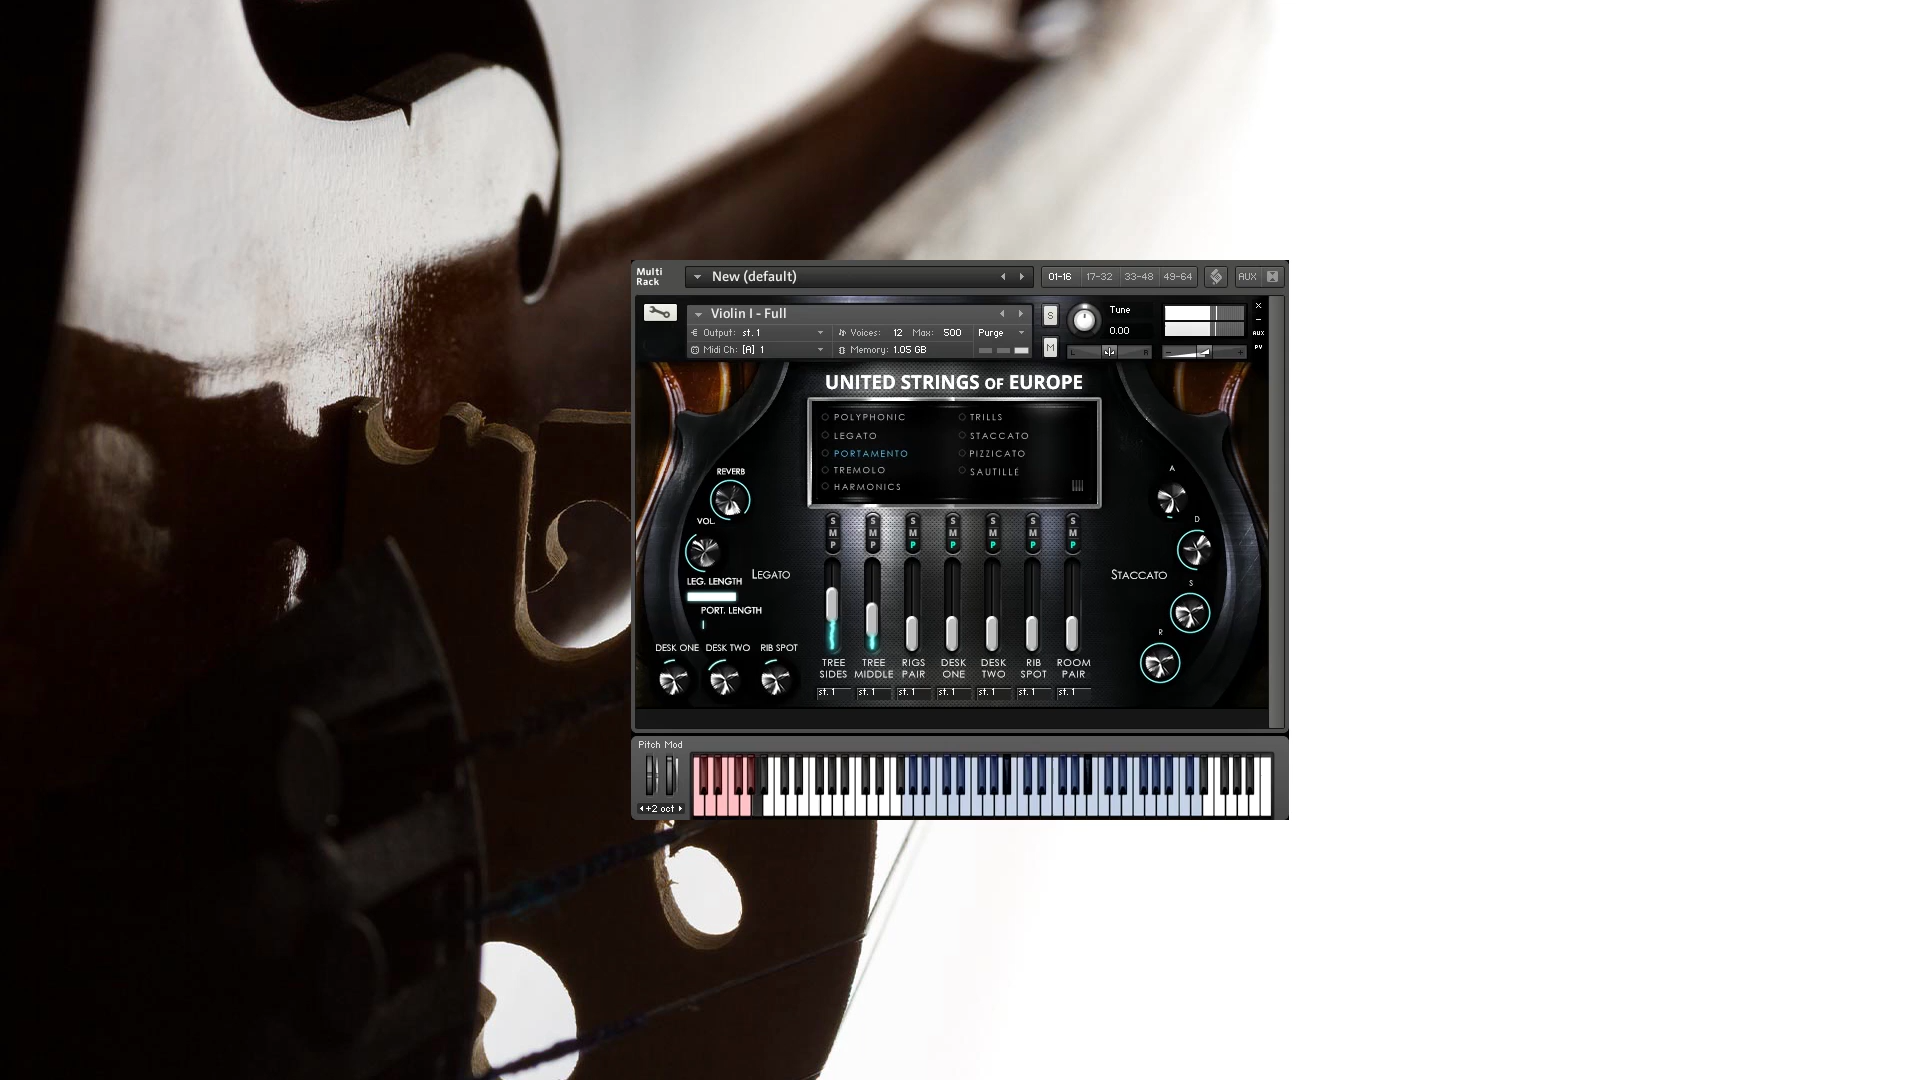 Multi
Rack
New (default)
01-16 17-32 33-48 49-64
AUX
Violin I - Full
Output: st. 1
Voices: 12 Max: 500
Purge
Midi Ch: [A] 1
Memory: 1.05 GB
S
M
Tune
0.00
L R
X
AUX
PV
UNITED STRINGS OF EUROPE
POLYPHONIC
LEGATO
PORTAMENTO
TREMOLO
HARMONICS
TRILLS
STACCATO
PIZZICATO
SAUTILLE
REVERB
VOL.
LEG. LENGTH
PORT. LENGTH
LEGATO
DESK ONE DESK TWO RIB SPOT
S S S S S S S
M M M M M M M
P P P P P P P
TREE SIDES
TREE MIDDLE
RIGS PAIR
DESK ONE
DESK TWO
RIB SPOT
ROOM PAIR
st. 1 st. 1 st. 1 st. 1 st. 1 st. 1 st. 1
STACCATO
A
D
S
R
Pitch Mod
+2 oct